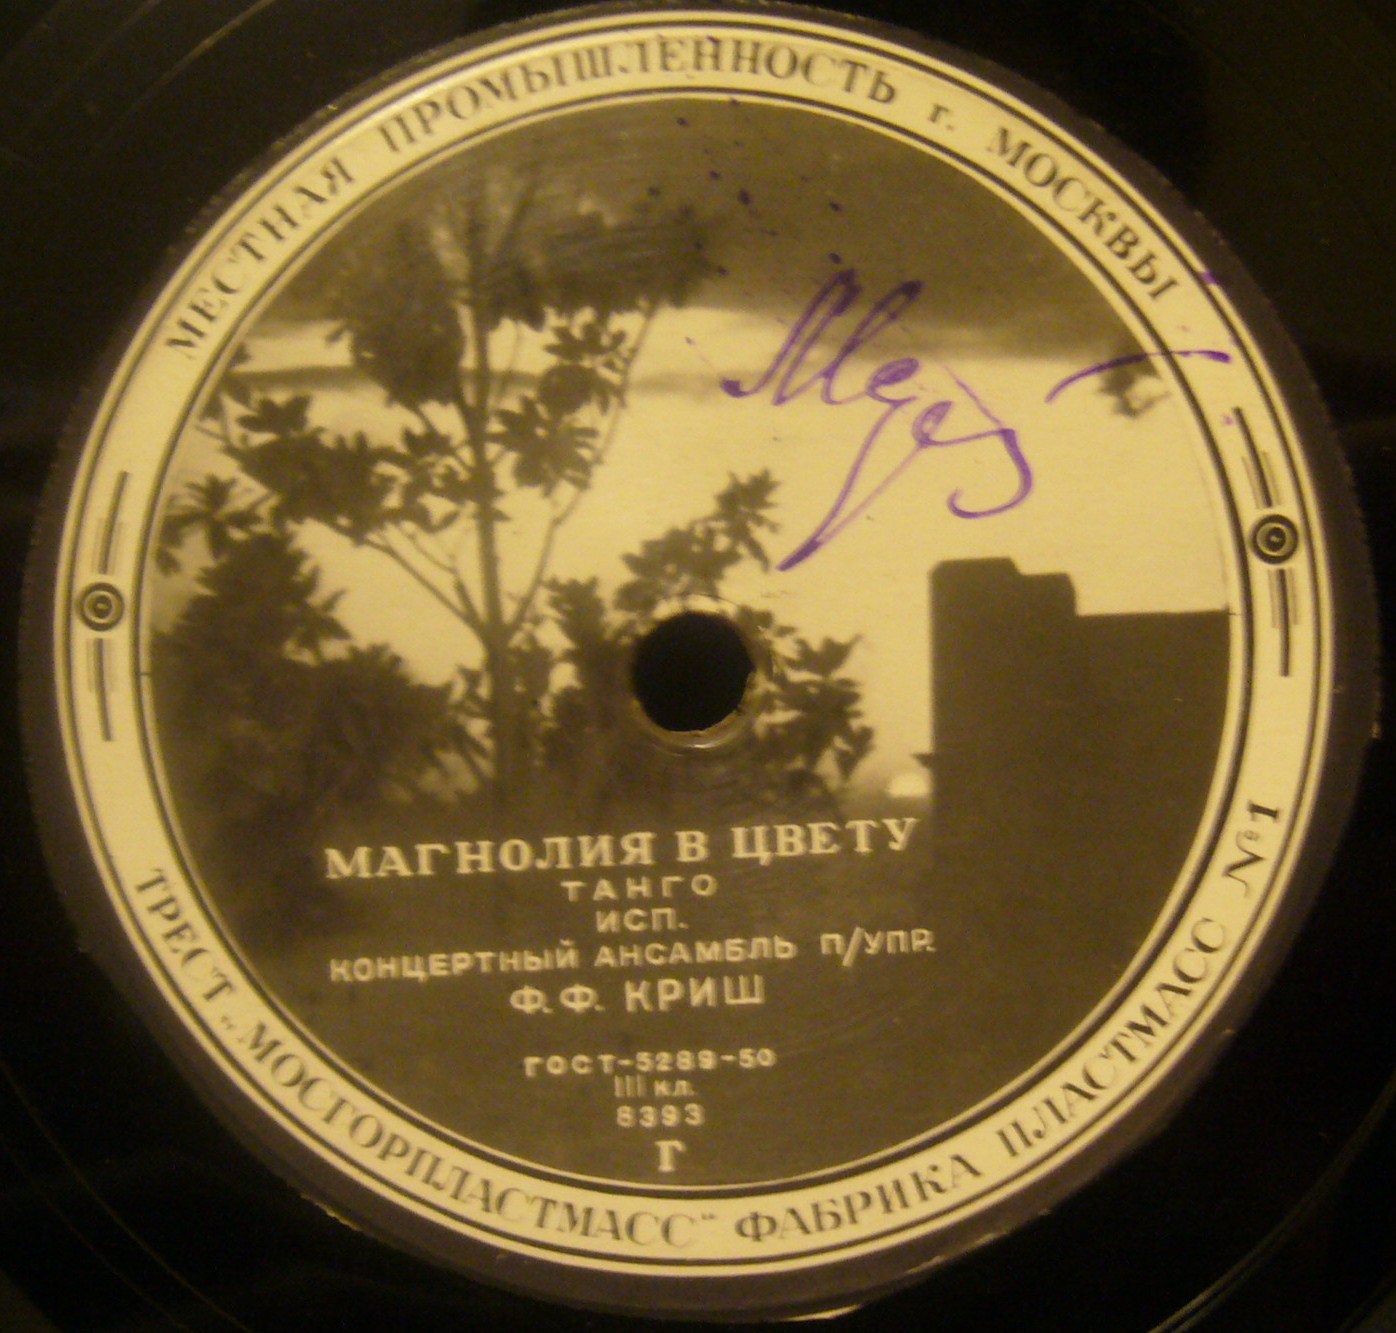 МЕСТНАЯ ПРОМЫШЛЕННОСТЬ г. МОСКВЫ
МАГНОЛИЯ В ЦВЕТУ
ТАНГО
ИСП.
КОНЦЕРТНЫЙ АНСАМБЛЬ П/УПР.
Ф.Ф. КРИШ
ГОСТ-5289-50
III КЛ.
8393
Г
ТРЕСТ „МОСГОРПЛАСТМАСС“ ФАБРИКА ПЛАСТМАСС №1